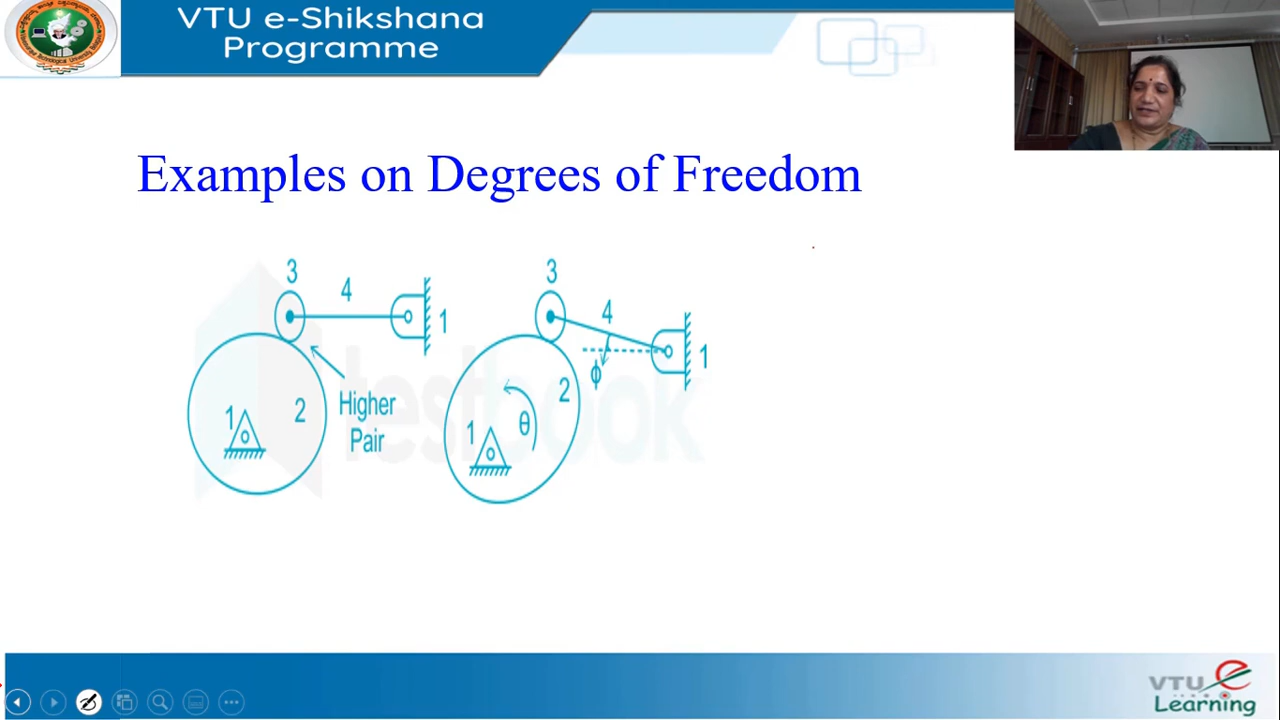 VTU e-Shikshana
Programme
Examples on Degrees of Freedom
3
4
1
Higher
Pair
1
2
3
4
1
ϕ
2
θ
1
testbook
VTU
Learning